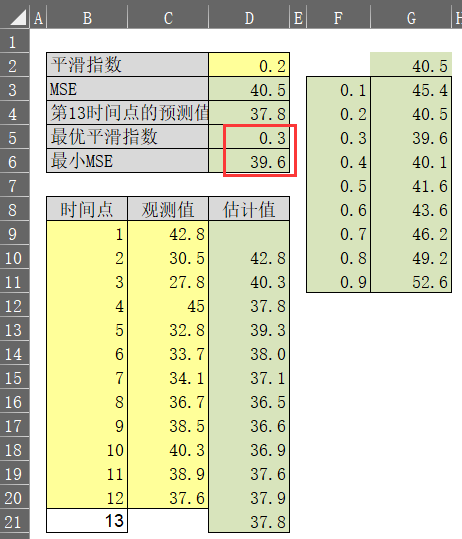 A B C D E F G H
1
2 平滑指数 0.2 40.5
3 MSE 40.5 0.1 45.4
4 第13时间点的预测值 37.8 0.2 40.5
5 最优平滑指数 0.3 0.3 39.6
6 最小MSE 39.6 0.4 40.1
7 0.5 41.6
8 时间点 观测值 估计值 0.6 43.6
9 1 42.8 0.7 46.2
10 2 30.5 42.8 0.8 49.2
11 3 27.8 40.3 0.9 52.6
12 4 45 37.8
13 5 32.8 39.3
14 6 33.7 38.0
15 7 34.1 37.1
16 8 36.7 36.5
17 9 38.5 36.6
18 10 40.3 36.9
19 11 38.9 37.6
20 12 37.6 37.9
21 13 37.8